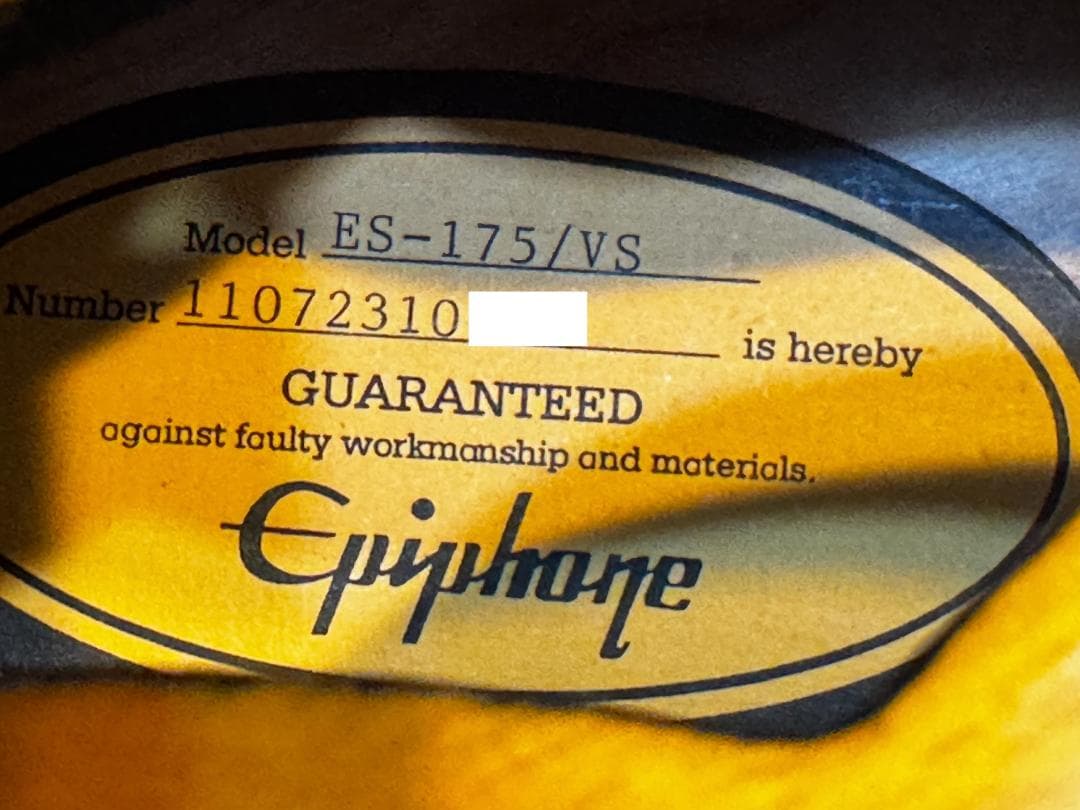 Model ES-175/VS
Number 11072310 is hereby
GUARANTEED
against faulty workmanship and materials.
Epiphone